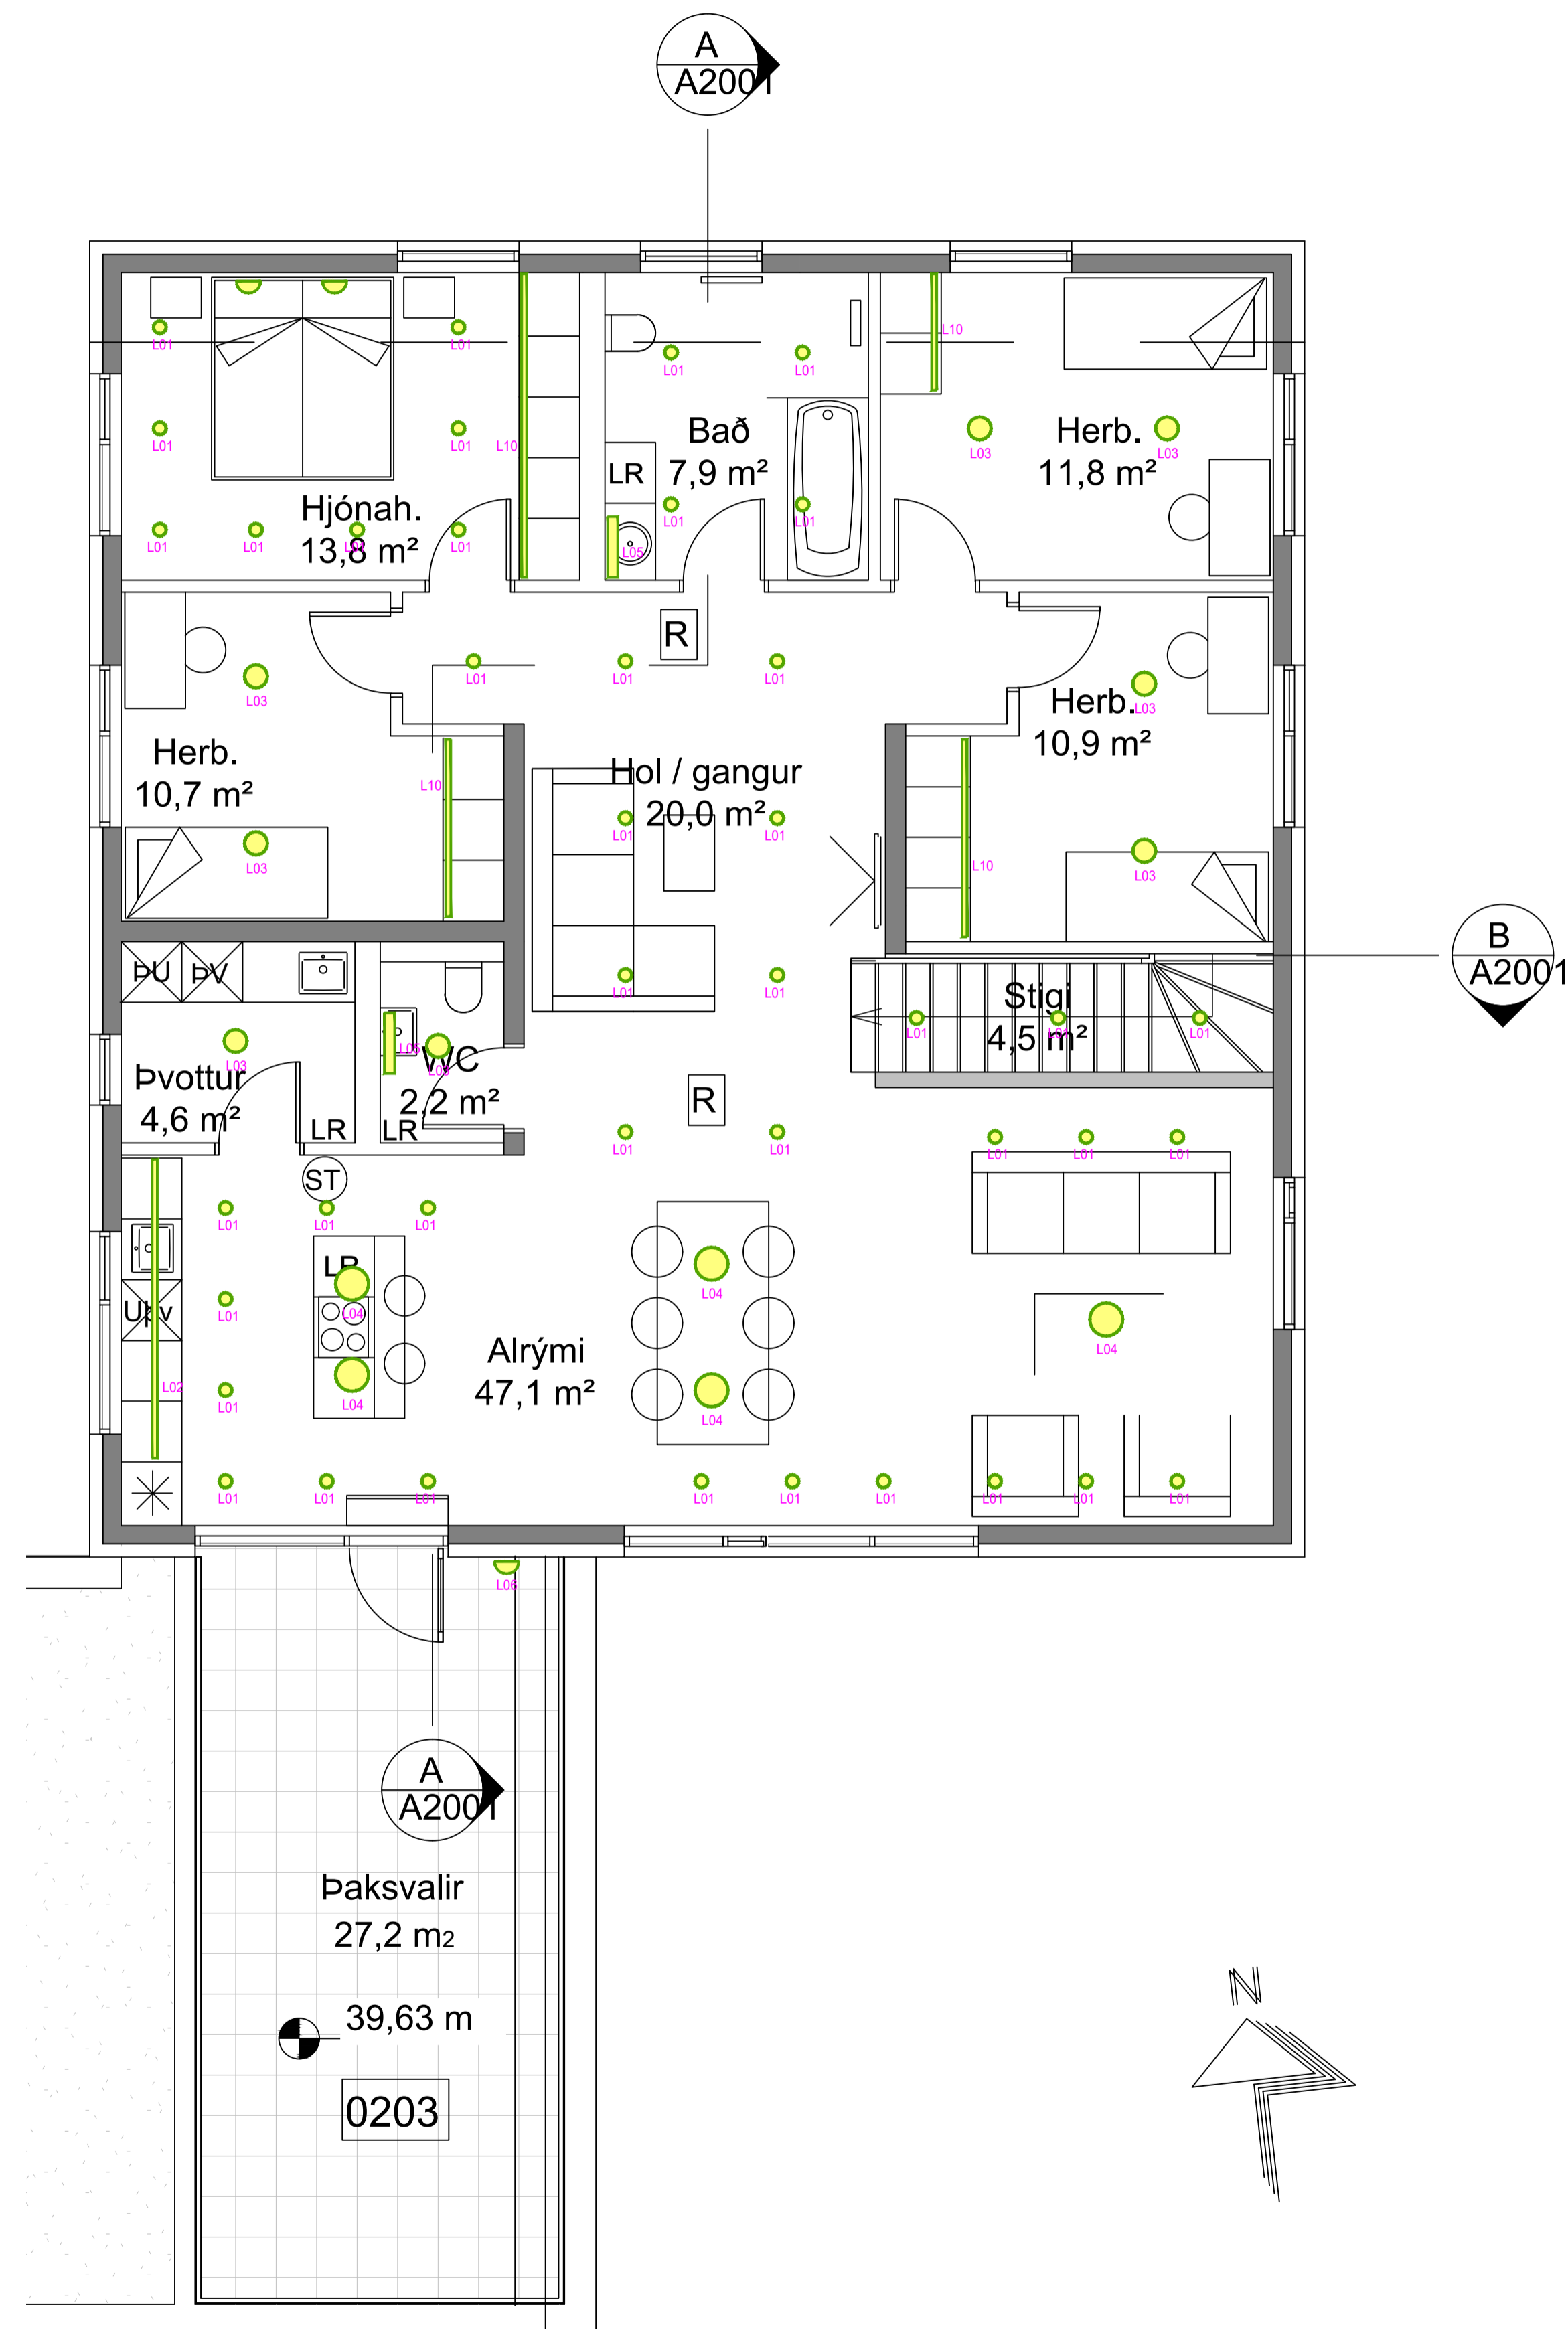 A
A2001
L01
L01
L01
L01
L10
L01
L01
L01
L01
Hjónah.
13,8 m²
L10
L01
L01
Bað
7,9 m²
LR
L01
L01
L05
L03
L03
Herb.
11,8 m²
R
L01
L01
L01
L03
Herb.
10,7 m²
L10
L03
Hol / gangur
20,0 m²
L01
L01
L01
L01
Herb.
10,9 m²
L03
L10
L03
B
A2001
ÞU
ÞV
L03
Þvottur
4,6 m²
LR
L05
L03
WC
2,2 m²
LR
Stigi
4,5 m²
L01
L01
L01
R
L01
L01
L01
L01
L01
ST
L01
L01
L01
LR
L04
Uþv
L01
L04
L04
L02
L01
L04
Alrými
47,1 m²
L04
L01
L01
L01
L01
L01
L01
L01
L01
L01
L06
A
A2001
Þaksvalir
27,2 m2
39,63 m
0203
N